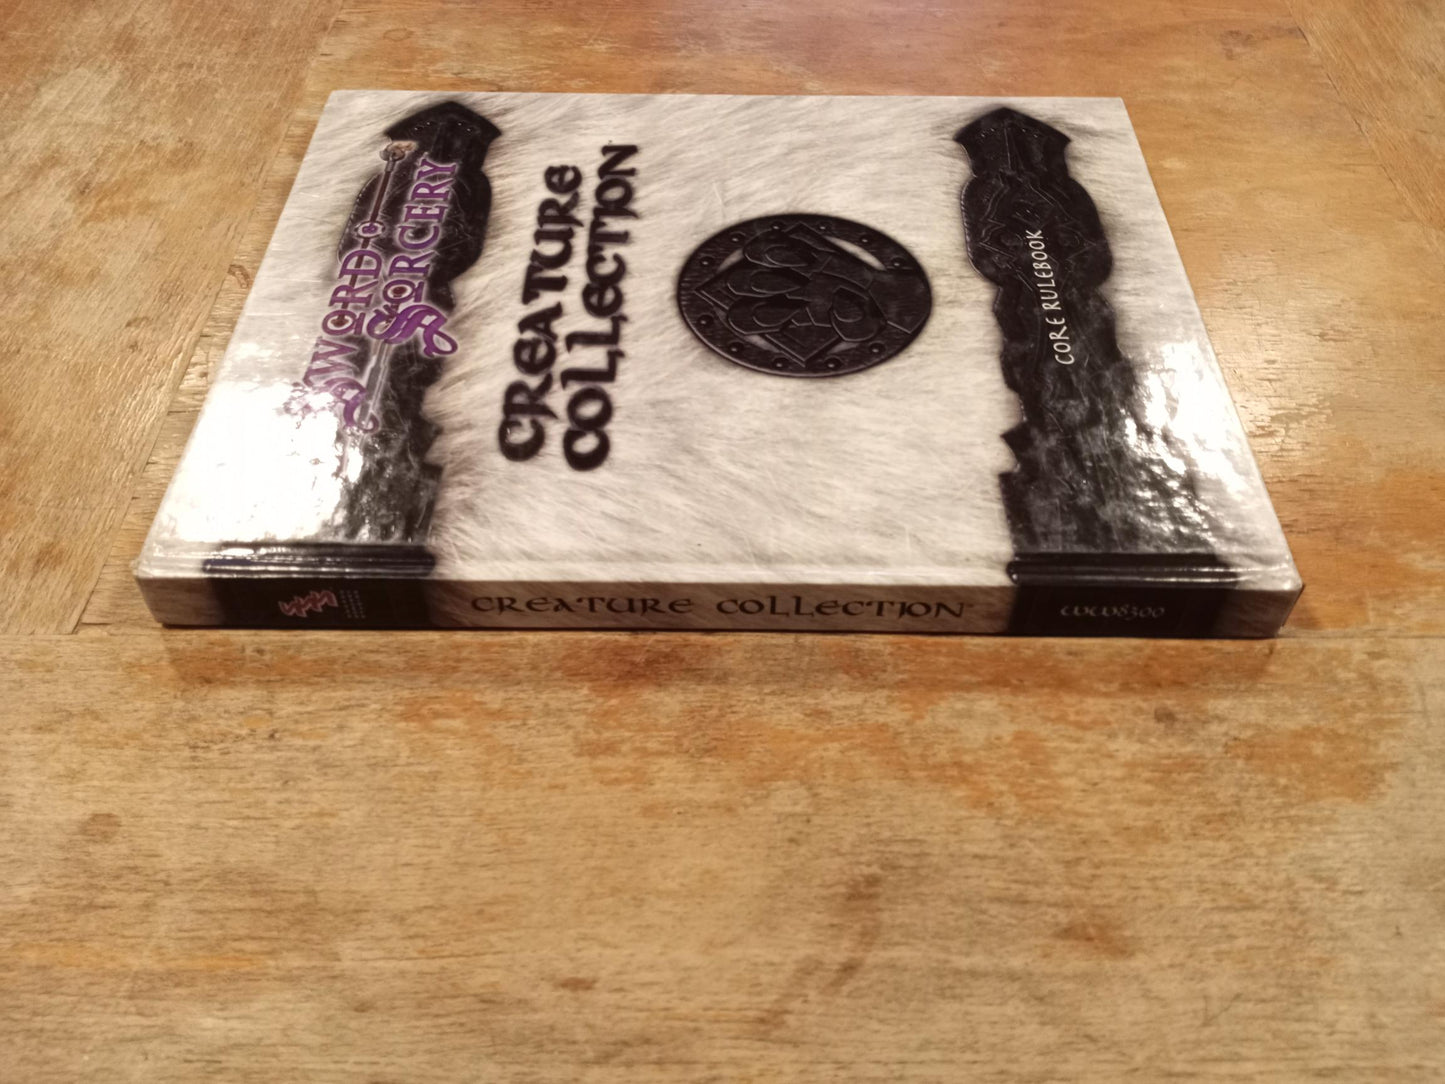 SWORD &
SORCERY
CREATURE
COLLECTION
CORE RULEBOOK
CREATURE COLLECTION
WW8300